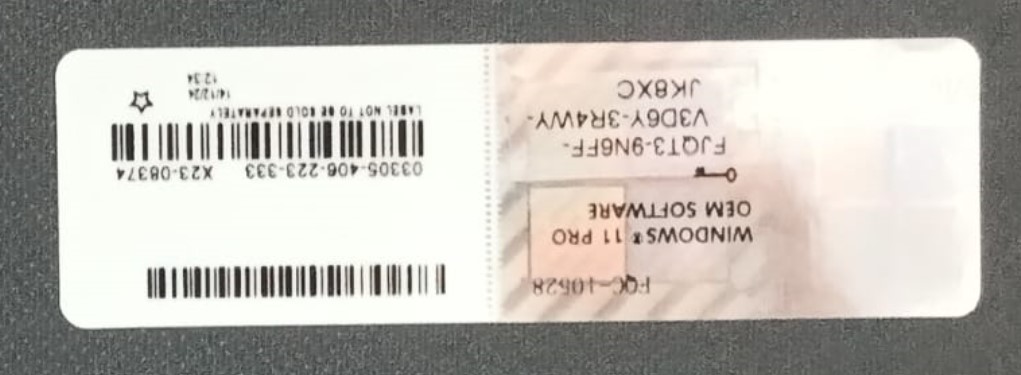 FQC-10528
WINDOWS® 11 PRO
OEM SOFTWARE
FJQT3-9N6FF-
V3D6Y-3R4WY-
JK8XC
03305-406-223-333 X23-08374
LABEL NOT TO BE SOLD SEPARATELY
14/12/24
12:34